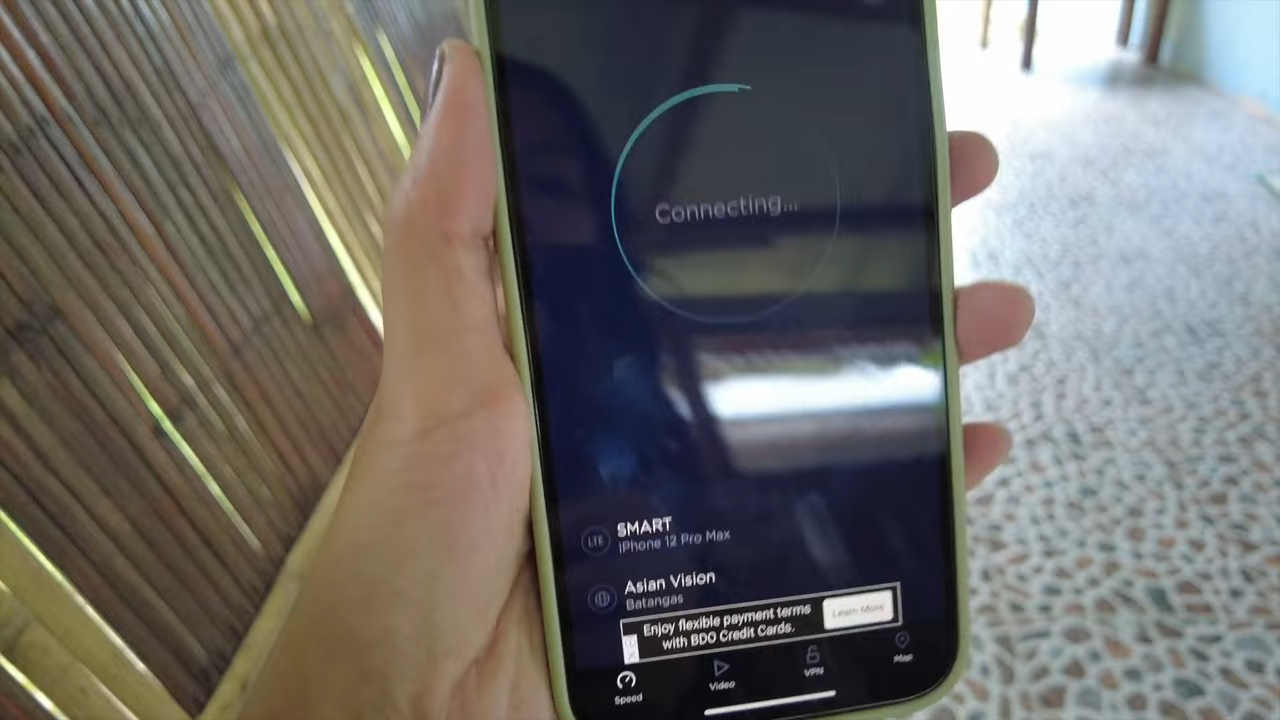 Connecting...
LTE
SMART
iPhone 12 Pro Max
Asian Vision
Batangas
Enjoy flexible payment terms
with BDO Credit Cards.
Learn More
Speed
Video
VPN
Map